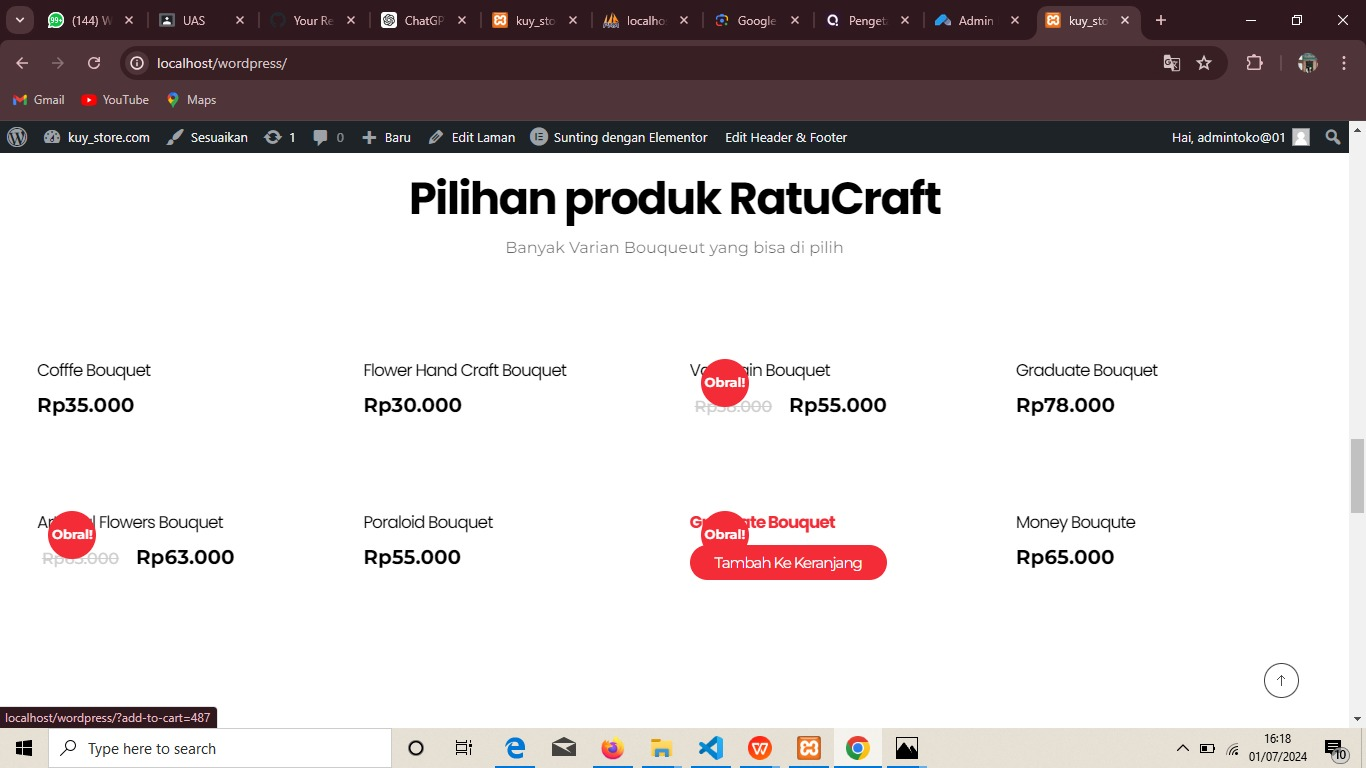 (144) W
UAS
Your Re
ChatGP
kuy_sto
localho
Google
Penget
Admin
kuy_sto
localhost/wordpress/
Gmail
YouTube
Maps
kuy_store.com
Sesuaikan
1
0
Baru
Edit Laman
Sunting dengan Elementor
Edit Header & Footer
Hai, admintoko@01
Pilihan produk RatuCraft
Banyak Varian Bouqueut yang bisa di pilih
Cofffe Bouquet
Rp35.000
Flower Hand Craft Bouquet
Rp30.000
Bouquet
Obral!
Rp55.000
Graduate Bouquet
Rp78.000
Flowers Bouquet
Obral!
Rp63.000
Poraloid Bouquet
Rp55.000
Bouquet
Obral!
Tambah Ke Keranjang
Money Bouqute
Rp65.000
localhost/wordpress/?add-to-cart=487
Type here to search
16:18
01/07/2024
10